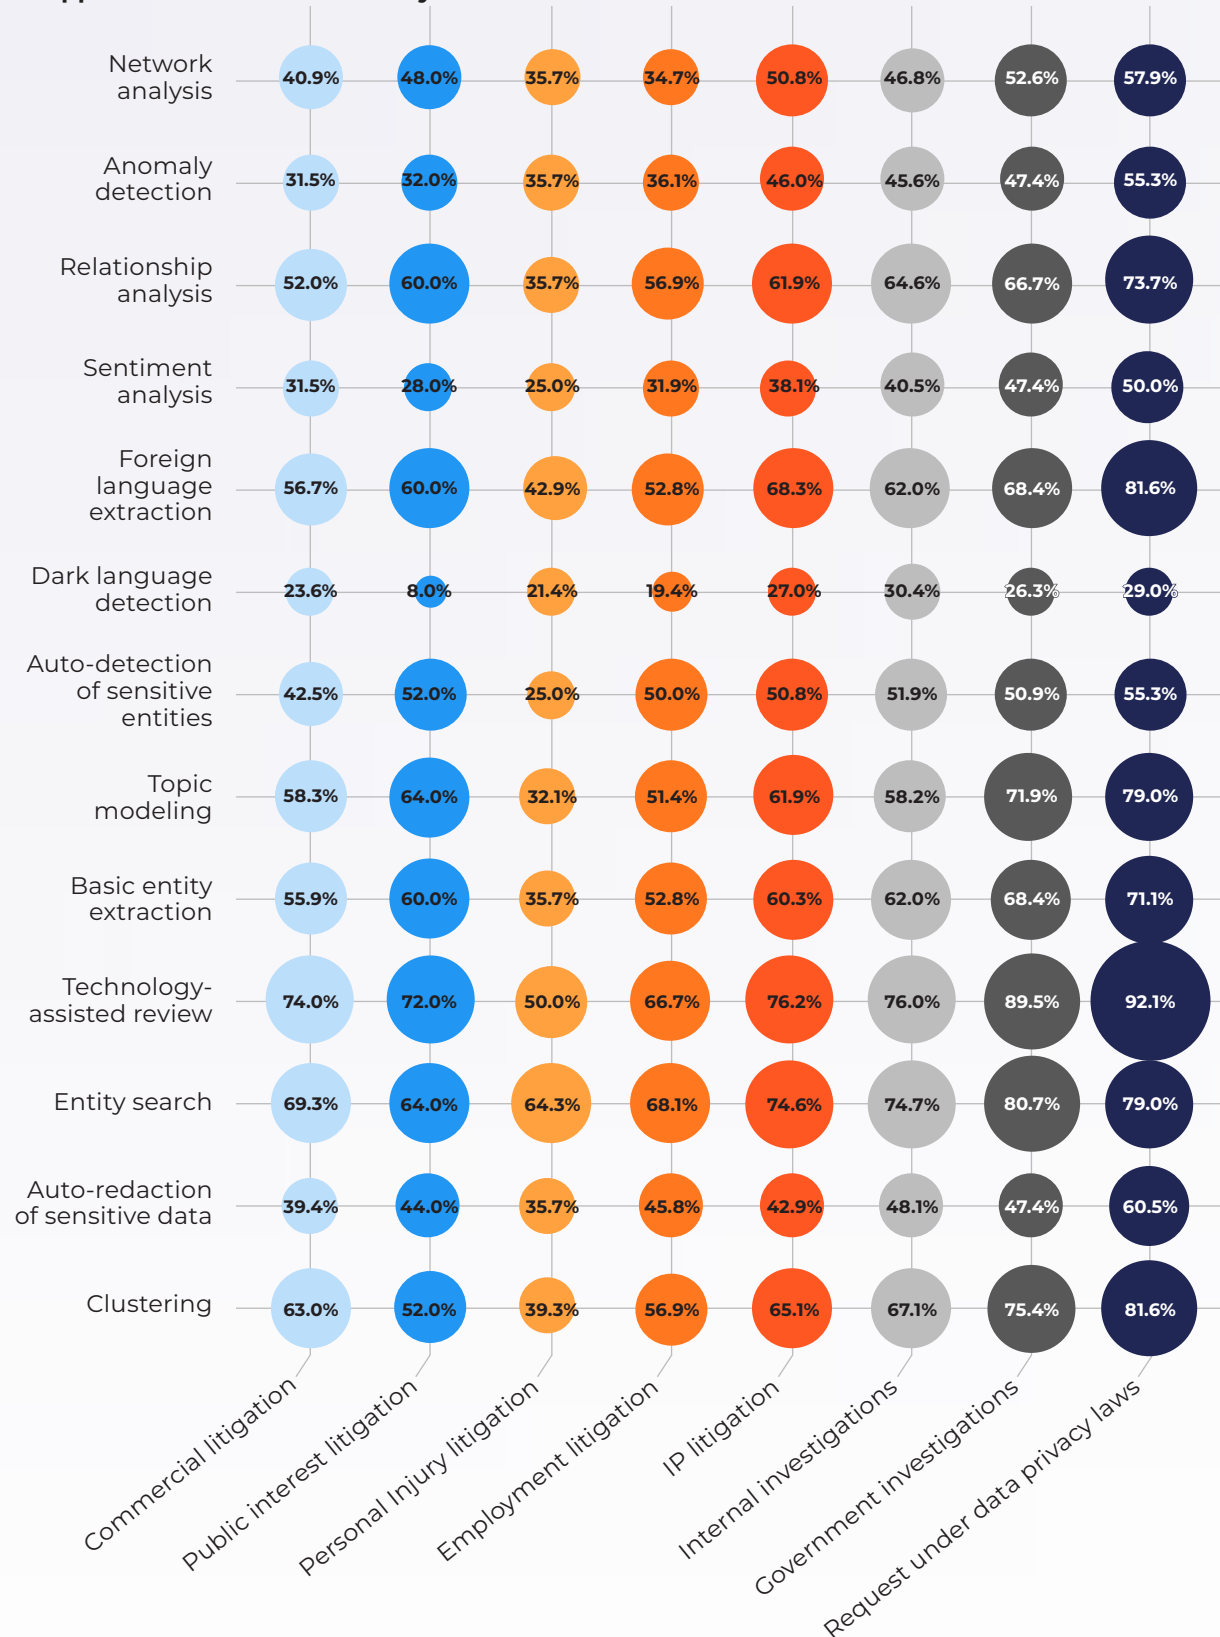 Network
analysis
40.9% 48.0% 35.7% 34.7% 50.8% 46.8% 52.6% 57.9%
Anomaly
detection
31.5% 32.0% 35.7% 36.1% 46.0% 45.6% 47.4% 55.3%
Relationship
analysis
52.0% 60.0% 35.7% 56.9% 61.9% 64.6% 66.7% 73.7%
Sentiment
analysis
31.5% 28.0% 25.0% 31.9% 38.1% 40.5% 47.4% 50.0%
Foreign
language
extraction
56.7% 60.0% 42.9% 52.8% 68.3% 62.0% 68.4% 81.6%
Dark language
detection
23.6% 8.0% 21.4% 19.4% 27.0% 30.4% 26.3% 29.0%
Auto-detection
of sensitive
entities
42.5% 52.0% 25.0% 50.0% 50.8% 51.9% 50.9% 55.3%
Topic
modeling
58.3% 64.0% 32.1% 51.4% 61.9% 58.2% 71.9% 79.0%
Basic entity
extraction
55.9% 60.0% 35.7% 52.8% 60.3% 62.0% 68.4% 71.1%
Technology-
assisted review
74.0% 72.0% 50.0% 66.7% 76.2% 76.0% 89.5% 92.1%
Entity search
69.3% 64.0% 64.3% 68.1% 74.6% 74.7% 80.7% 79.0%
Auto-redaction
of sensitive data
39.4% 44.0% 35.7% 45.8% 42.9% 48.1% 47.4% 60.5%
Clustering
63.0% 52.0% 39.3% 56.9% 65.1% 67.1% 75.4% 81.6%
Commercial litigation
Public interest litigation
Personal Injury litigation
Employment litigation
IP litigation
Internal investigations
Government investigations
Request under data privacy laws